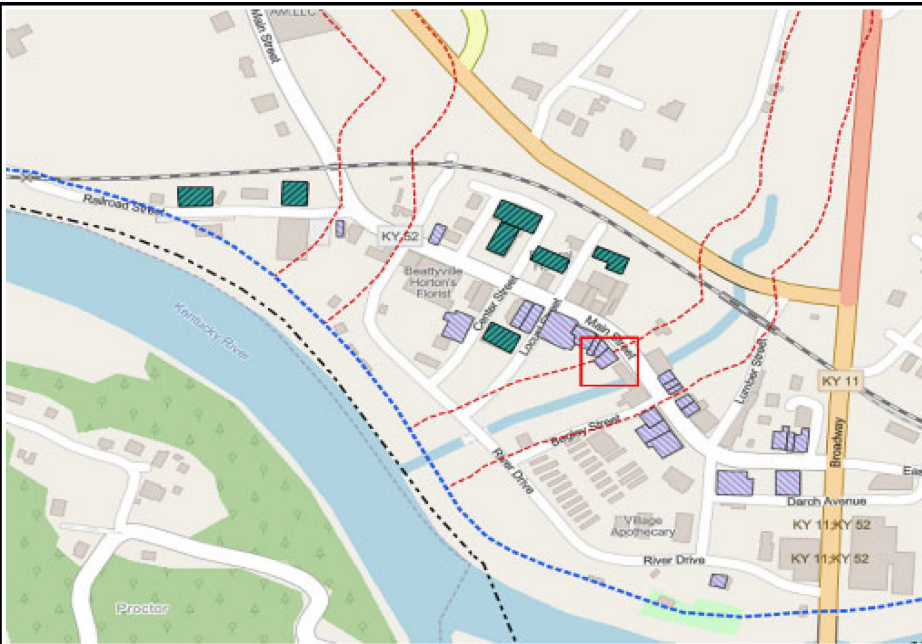 AM.LLC
Main Street
Railroad Street
KY 52
Beattyville
Horton's
Florist
Center Street
Locust Street
Main Street
Kentucky River
KY 11
Lumber Street
Begley Street
Broadway
River Drive
Eas
Darch Avenue
Village
Apothecary
KY 11;KY 52
River Drive
KY 11;KY 52
Proctor